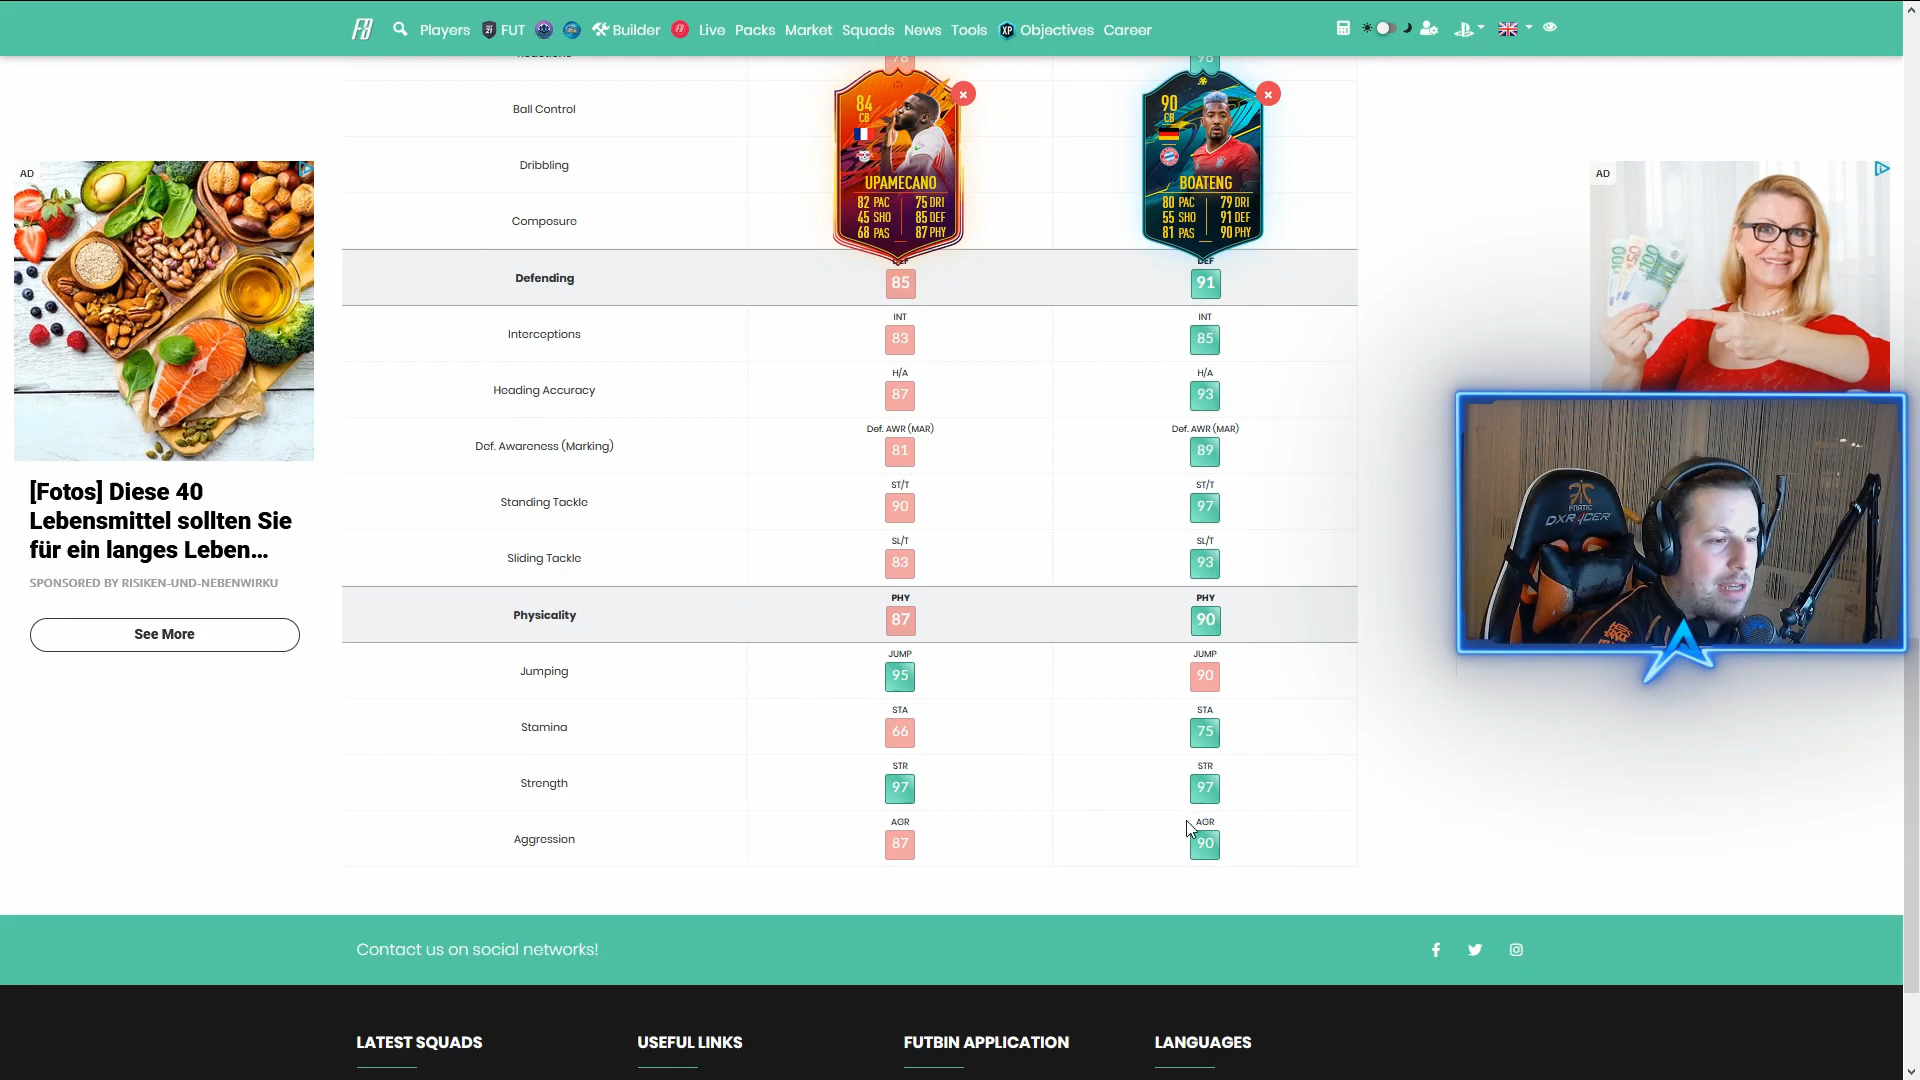 Players FUT Builder Live Packs Market Squads News Tools XP Objectives Career
Ball Control
Dribbling
Composure
84
CB
UPAMECANO
82 PAC 75 DRI
45 SHO 85 DEF
68 PAS 87 PHY
90
CB
BOATENG
80 PAC 79 DRI
55 SHO 91 DEF
81 PAS 90 PHY
Defending
85
DEF
91
Interceptions
INT
83
INT
85
Heading Accuracy
H/A
87
H/A
93
Def. Awareness (Marking)
Def. AWR (MAR)
81
Def. AWR (MAR)
89
Standing Tackle
ST/T
90
ST/T
97
Sliding Tackle
SL/T
83
SL/T
93
Physicality
PHY
87
PHY
90
Jumping
JUMP
95
JUMP
90
Stamina
STA
66
STA
75
Strength
STR
97
STR
97
Aggression
AGR
87
AGR
90
AD
[Fotos] Diese 40
Lebensmittel sollten Sie
für ein langes Leben...
SPONSORED BY RISIKEN-UND-NEBENWIRKU
See More
AD
100 50 100
FNATIC
DXRACER
Contact us on social networks!
LATEST SQUADS
USEFUL LINKS
FUTBIN APPLICATION
LANGUAGES